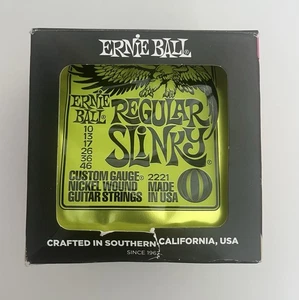 ERNIE BALL
ERNIE
BALL
REGULAR
SLINKY
10
13
17
26
36
46
CUSTOM GAUGE®
NICKEL WOUND
GUITAR STRINGS
2221
MADE
IN USA
CRAFTED IN SOUTHERN CALIFORNIA, USA
SINCE 1962